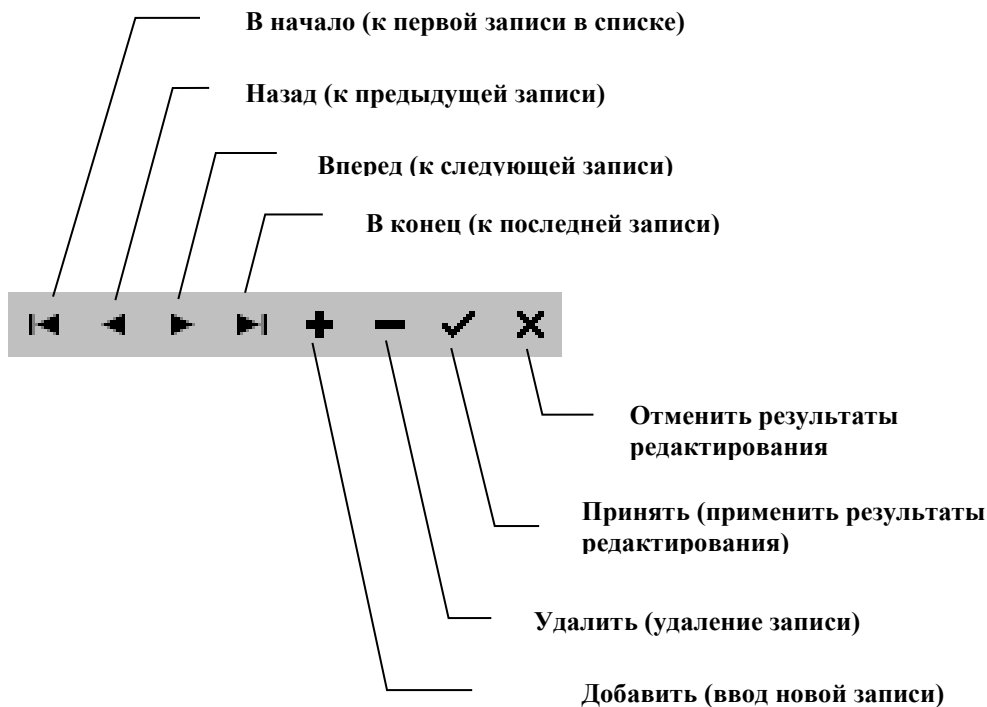 В начало (к первой записи в списке)
Назад (к предыдущей записи)
Вперед (к следующей записи)
В конец (к последней записи)
Отменить результаты
редактирования
Принять (применить результаты
редактирования)
Удалить (удаление записи)
Добавить (ввод новой записи)